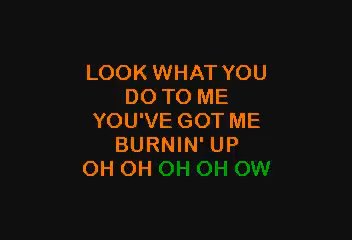 LOOK WHAT YOU
DO TO ME
YOU'VE GOT ME
BURNIN' UP
OH OH OH OH OW